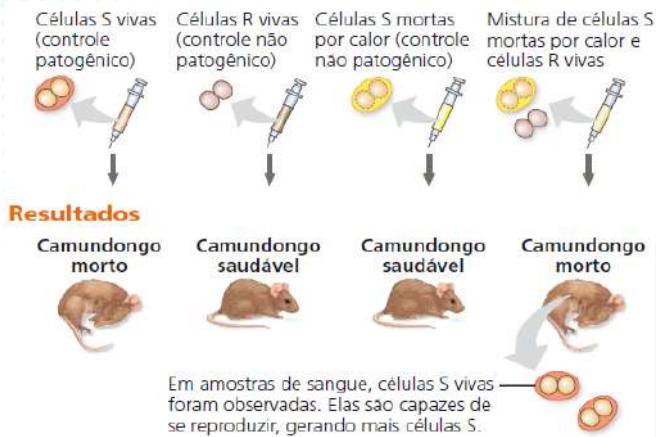 Células S vivas
(controle
patogênico)
Células R vivas
(controle não
patogênico)
Células S mortas
por calor (controle
não patogênico)
Mistura de células S
mortas por calor e
células R vivas
Resultados
Camundongo
morto
Camundongo
saudável
Camundongo
saudável
Camundongo
morto
Em amostras de sangue, células S vivas
foram observadas. Elas são capazes de
se reproduzir, gerando mais células S.